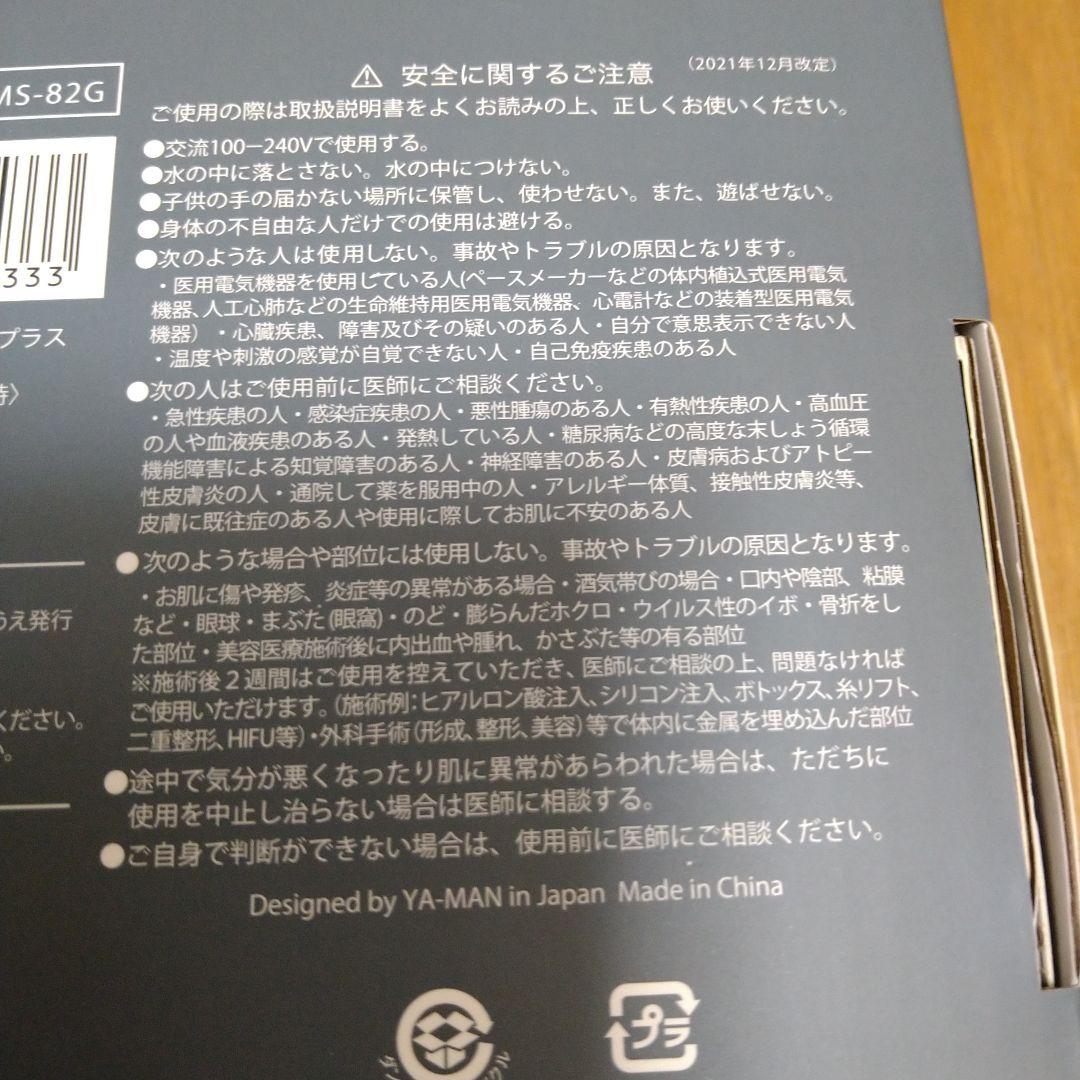 MS-82G
333
プラス
うえ発行
ください。
⚠ 安全に関するご注意 (2021年12月改定)
ご使用の際は取扱説明書をよくお読みの上、正しくお使いください。
●交流100−240Vで使用する。
●水の中に落とさない。水の中につけない。
●子供の手の届かない場所に保管し、使わせない。また、遊ばせない。
●身体の不自由な人だけでの使用は避ける。
●次のような人は使用しない。事故やトラブルの原因となります。
・医用電気機器を使用している人(ペースメーカーなどの体内植込式医用電気
機器、人工心肺などの生命維持用医用電気機器、心電計などの装着型医用電気
機器）・心臓疾患、障害及びその疑いのある人・自分で意思表示できない人
・温度や刺激の感覚が自覚できない人・自己免疫疾患のある人
●次の人はご使用前に医師にご相談ください。
・急性疾患の人・感染症疾患の人・悪性腫瘍のある人・有熱性疾患の人・高血圧
の人や血液疾患のある人・発熱している人・糖尿病などの高度な末しょう循環
機能障害による知覚障害のある人・神経障害のある人・皮膚病およびアトピー
性皮膚炎の人・通院して薬を服用中の人・アレルギー体質、接触性皮膚炎等、
皮膚に既往症のある人や使用に際してお肌に不安のある人
●次のような場合や部位には使用しない。事故やトラブルの原因となります。
・お肌に傷や発疹、炎症等の異常がある場合・酒気帯びの場合・口内や陰部、粘膜
など・眼球・まぶた(眼窩)・のど・膨らんだホクロ・ウイルス性のイボ・骨折をし
た部位・美容医療施術後に内出血や腫れ、かさぶた等の有る部位
※施術後２週間はご使用を控えていただき、医師にご相談の上、問題なければ
ご使用いただけます。（施術例：ヒアルロン酸注入、シリコン注入、ボトックス、糸リフト、
二重整形、HIFU等）・外科手術（形成、整形、美容）等で体内に金属を埋め込んだ部位
●途中で気分が悪くなったり肌に異常があらわれた場合は、ただちに
使用を中止し治らない場合は医師に相談する。
●ご自身で判断ができない場合は、使用前に医師にご相談ください。
Designed by YA-MAN in Japan Made in China
プラ